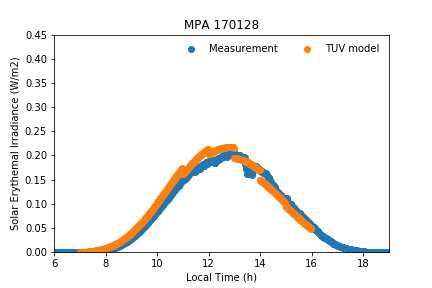 MPA 170128
Measurement TUV model
Solar Erythemal Irradiance (W/m2)
0.45
0.40
0.35
0.30
0.25
0.20
0.15
0.10
0.05
0.00
6 8 10 12 14 16 18
Local Time (h)